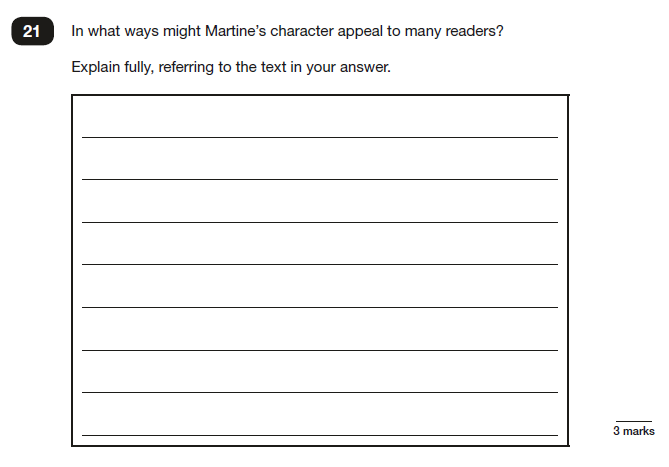 21 In what ways might Martine’s character appeal to many readers?
Explain fully, referring to the text in your answer.
3 marks